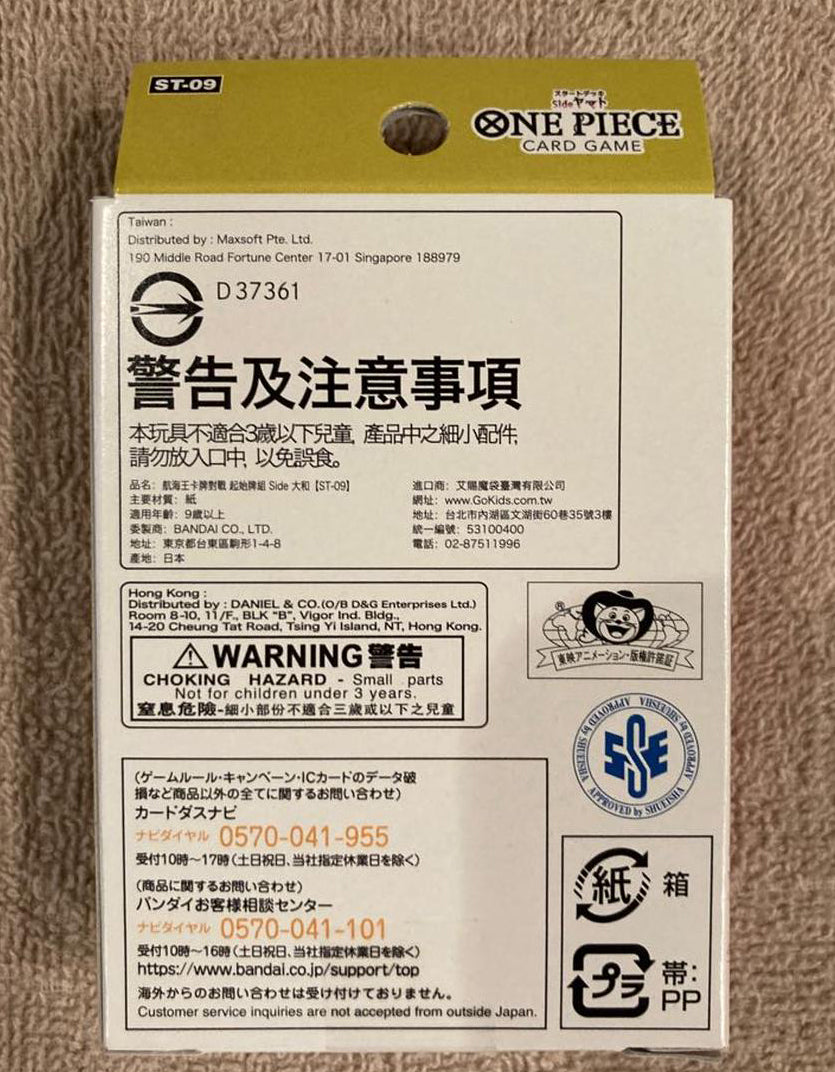 ST-09
スタートデッキ
Side ヤマト
ONE PIECE
CARD GAME
Taiwan :
Distributed by : Maxsoft Pte. Ltd.
190 Middle Road Fortune Center 17-01 Singapore 188979
D37361
警告及注意事項
本玩具不適合3歲以下兒童, 產品中之細小配件,
請勿放入口中, 以免誤食。
品名: 航海王卡牌對戰 起始牌組 Side 大和【ST-09】
主要材質: 紙
適用年齡: 9歲以上
委製商: BANDAI CO., LTD.
地址: 東京都台東區駒形1-4-8
產地: 日本
進口商: 艾賜魔袋臺灣有限公司
網址: www.GoKids.com.tw
地址: 台北市內湖區文湖街60巷35號3樓
統一編號: 53100400
電話: 02-87511996
Hong Kong :
Distributed by : DANIEL & CO.(O/B D&G Enterprises Ltd.)
Room 8-10, 11/F., BLK "B", Vigor Ind. Bldg.,
14-20 Cheung Tat Road, Tsing Yi Island, NT, Hong Kong.
WARNING 警告
CHOKING HAZARD - Small parts
Not for children under 3 years.
窒息危險-細小部份不適合三歲或以下之兒童
®
東映アニメーション・版権許諾証
SSE
APPROVED by SHUEISHA APPROVED by SHUEISHA APPROVED by SHUEISHA
(ゲームルール・キャンペーン・ICカードのデータ破
損など商品以外の全てに関するお問い合わせ)
カードダスナビ
ナビダイヤル 0570-041-955
受付10時〜17時(土日祝日、当社指定休業日を除く)
(商品に関するお問い合わせ)
バンダイお客様相談センター
ナビダイヤル 0570-041-101
受付10時〜16時(土日祝日、当社指定休業日を除く)
https://www.bandai.co.jp/support/top
海外からのお問い合わせは受け付けておりません。
Customer service inquiries are not accepted from outside Japan.
紙 箱
プラ 帯:
PP